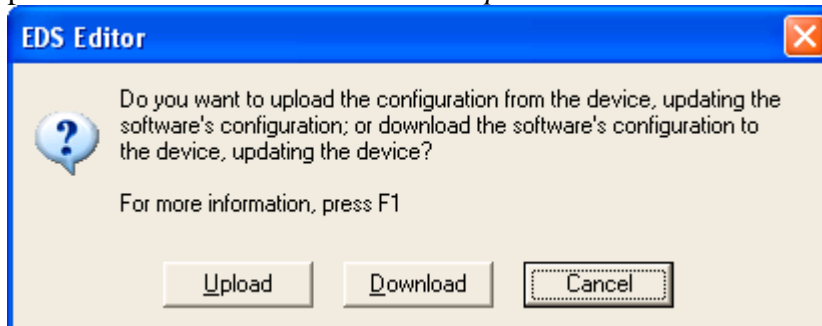 EDS Editor
Do you want to upload the configuration from the device, updating the
software's configuration; or download the software's configuration to
the device, updating the device?
For more information, press F1
Upload
Download
Cancel